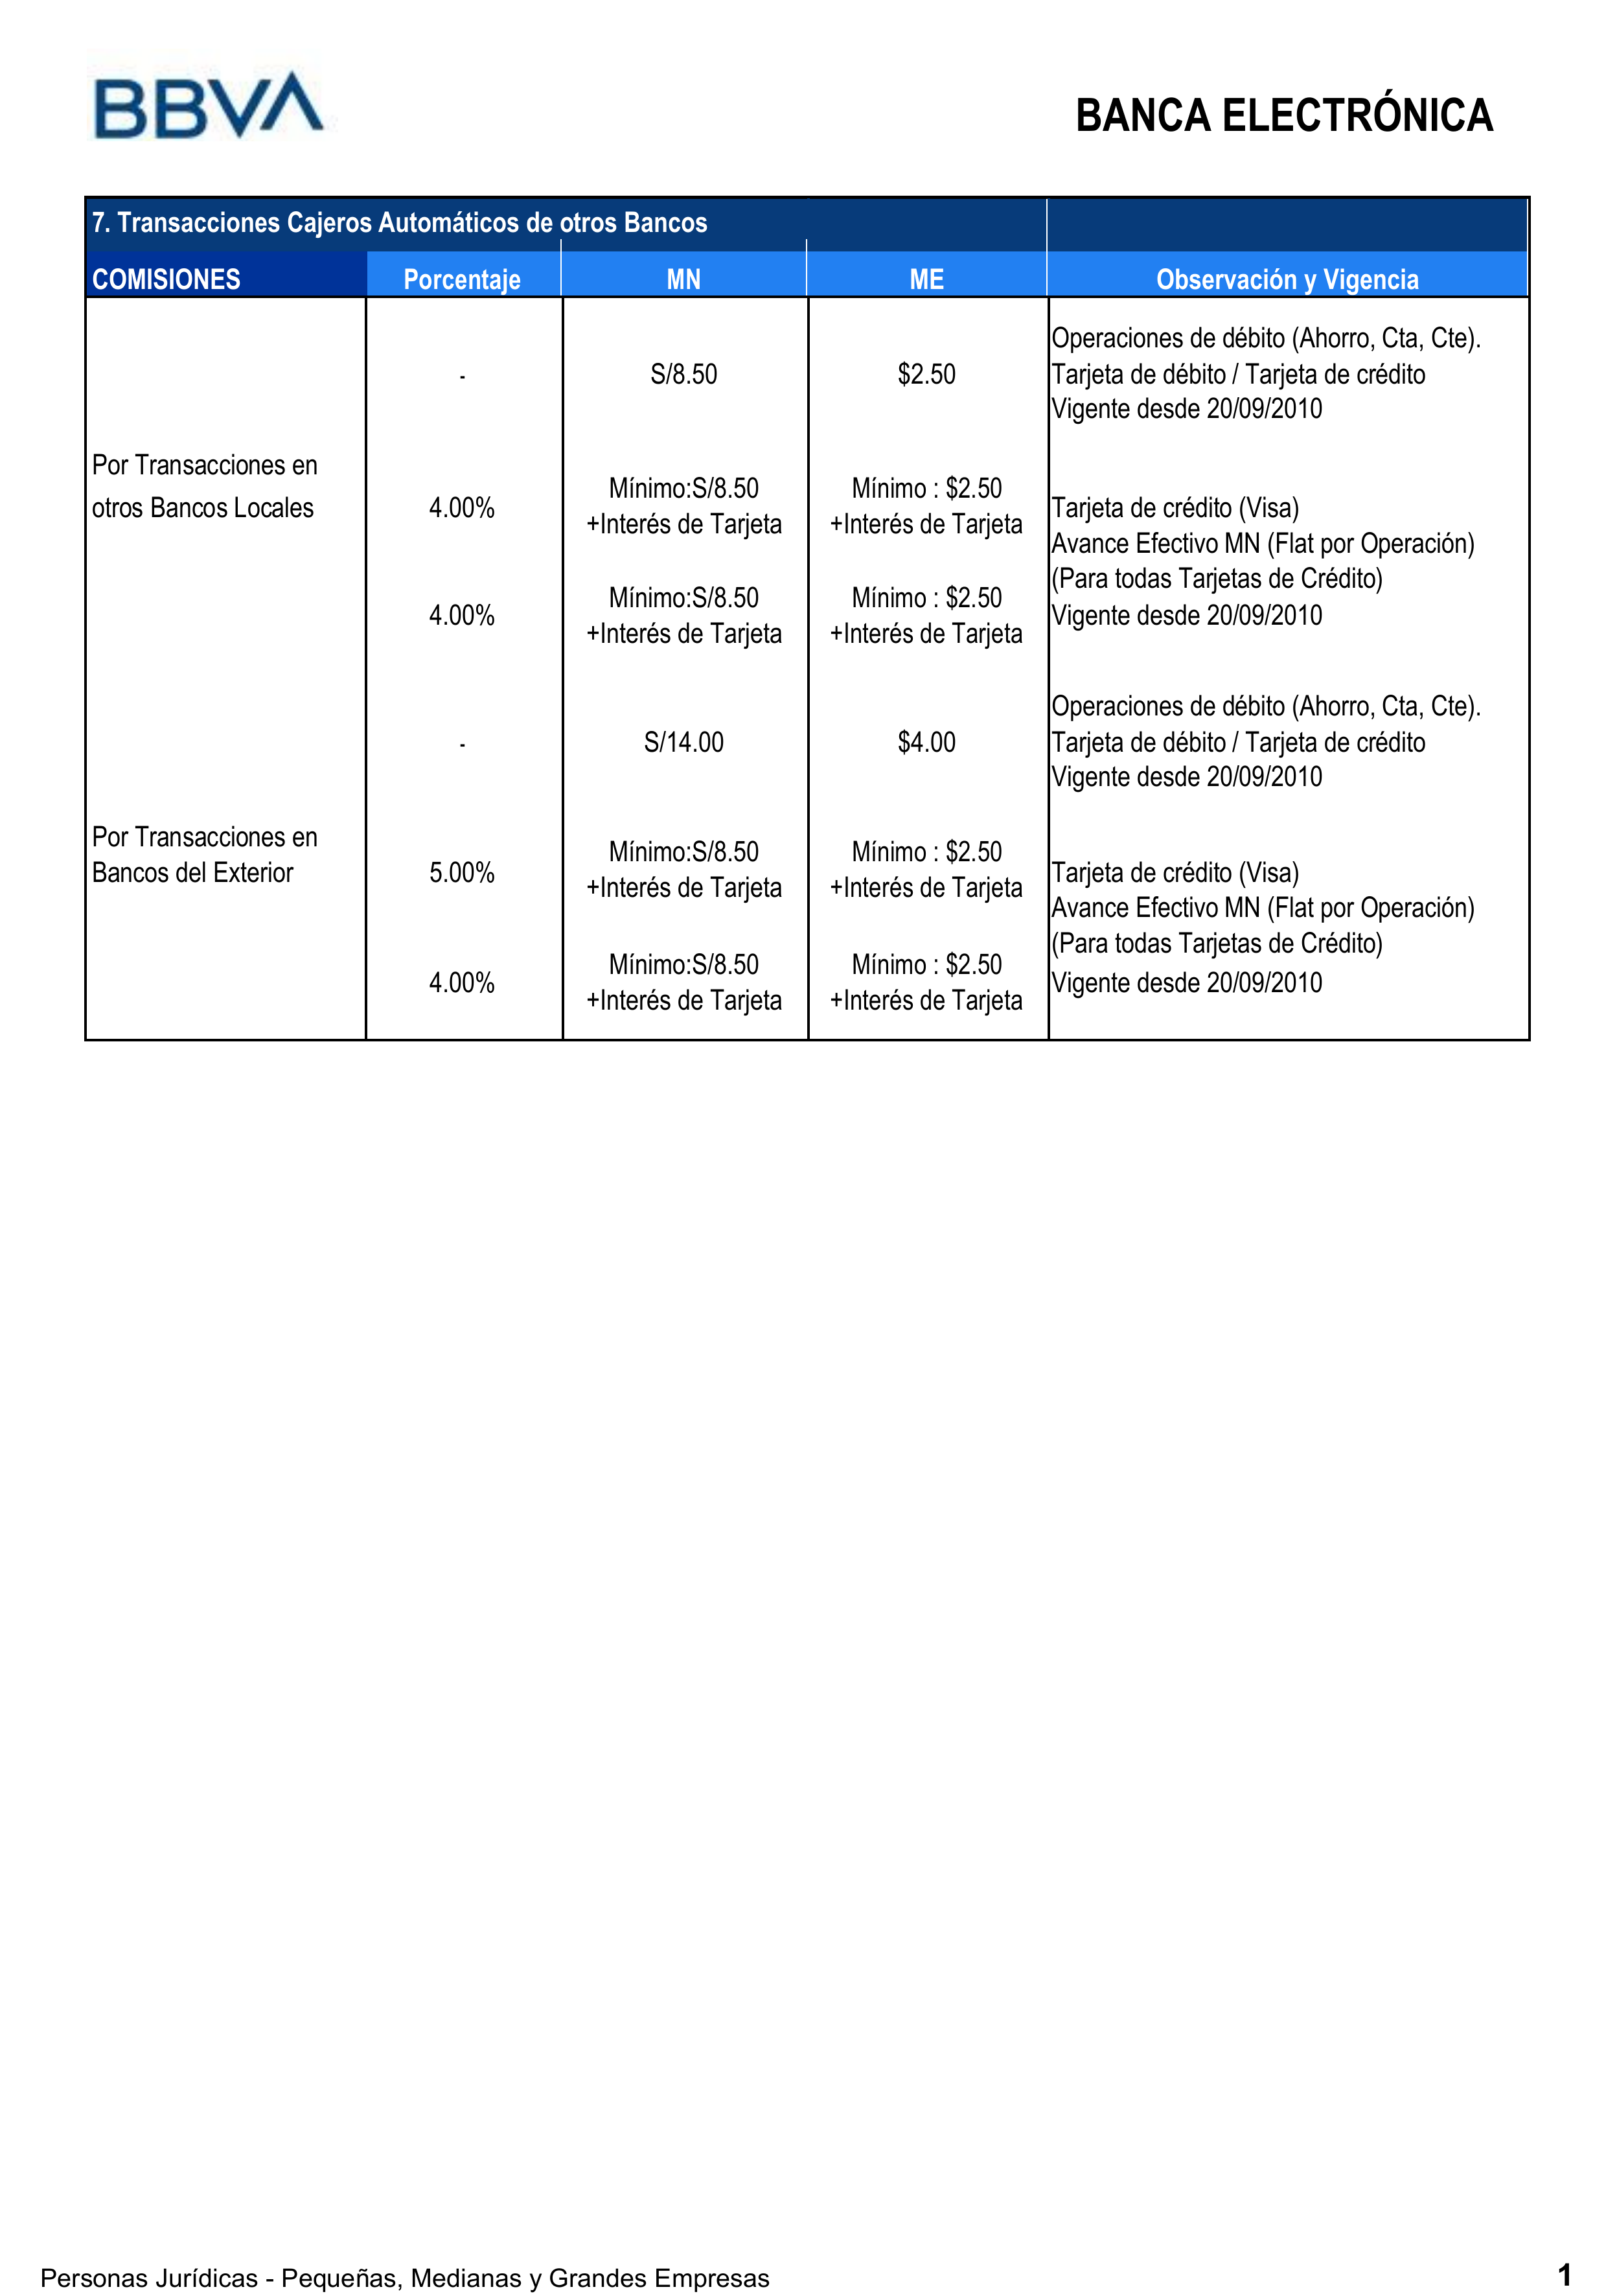 BBVA
BANCA ELECTRÓNICA
7. Transacciones Cajeros Automáticos de otros Bancos
COMISIONES Porcentaje MN ME Observación y Vigencia
Operaciones de débito (Ahorro, Cta, Cte).
- S/8.50 $2.50 Tarjeta de débito / Tarjeta de crédito
Vigente desde 20/09/2010
Por Transacciones en
Mínimo:S/8.50 Mínimo : $2.50
otros Bancos Locales 4.00% Tarjeta de crédito (Visa)
+Interés de Tarjeta +Interés de Tarjeta
Avance Efectivo MN (Flat por Operación)
(Para todas Tarjetas de Crédito)
Mínimo:S/8.50 Mínimo : $2.50
4.00% Vigente desde 20/09/2010
+Interés de Tarjeta +Interés de Tarjeta
Operaciones de débito (Ahorro, Cta, Cte).
- S/14.00 $4.00 Tarjeta de débito / Tarjeta de crédito
Vigente desde 20/09/2010
Por Transacciones en
Mínimo:S/8.50 Mínimo : $2.50
Bancos del Exterior 5.00% Tarjeta de crédito (Visa)
+Interés de Tarjeta +Interés de Tarjeta
Avance Efectivo MN (Flat por Operación)
(Para todas Tarjetas de Crédito)
Mínimo:S/8.50 Mínimo : $2.50
4.00% Vigente desde 20/09/2010
+Interés de Tarjeta +Interés de Tarjeta
Personas Jurídicas - Pequeñas, Medianas y Grandes Empresas 1